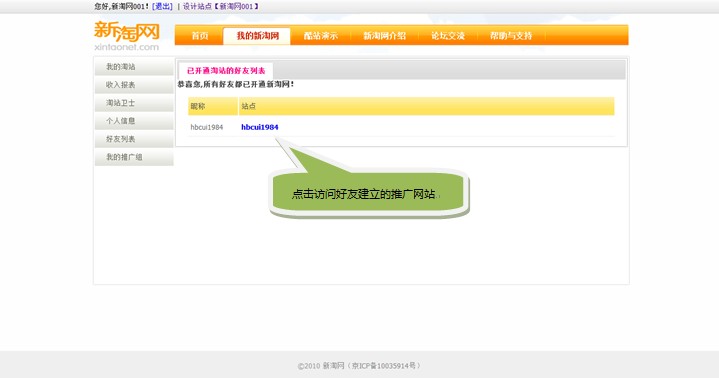 您好,新淘网001! [退出] | 设计站点【新淘网001】
新淘网
xintaonet.com
首页 我的新淘网 酷站演示 新淘网介绍 论坛交流 帮助与支持
我的淘站
收入报表
淘站卫士
个人信息
好友列表
我的推广组
已开通淘站的好友列表
恭喜您,所有好友都已开通新淘网!
昵称 站点
hbcui1984 hbcui1984
点击访问好友建立的推广网站.
©2010 新淘网（京ICP备10035914号）